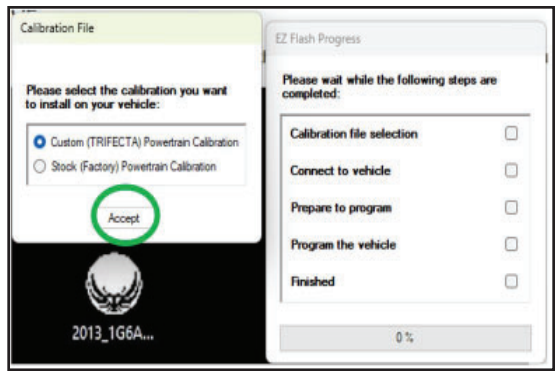 Calibration File
Please select the calibration you want
to install on your vehicle:
Custom (TRIFECTA) Powertrain Calibration
Stock (Factory) Powertrain Calibration
Accept
2013_1G6A...
EZ Flash Progress
Please wait while the following steps are
completed:
Calibration file selection
Connect to vehicle
Prepare to program
Program the vehicle
Finished
0 %